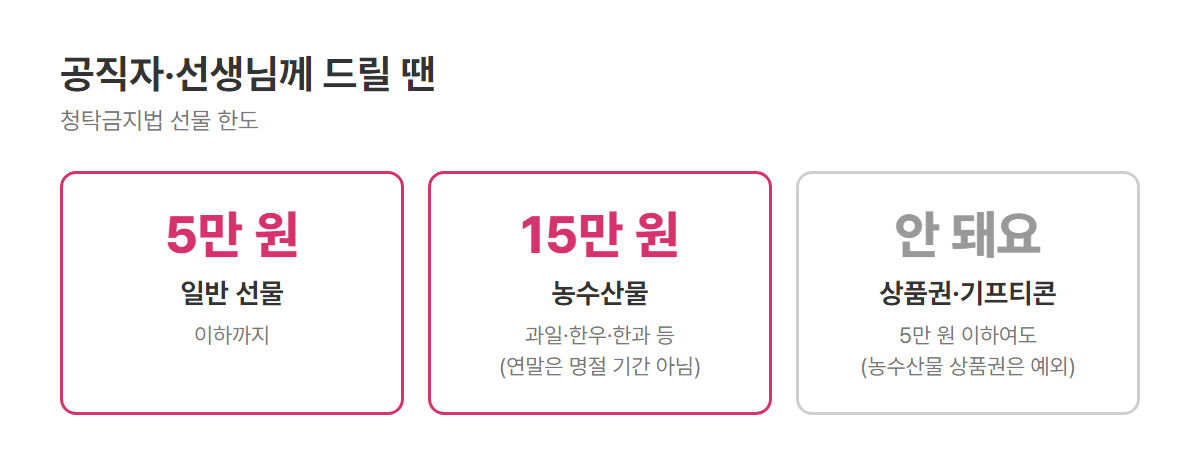 공직자·선생님께 드릴 땐
청탁금지법 선물 한도
5만 원
일반 선물
이하까지
15만 원
농수산물
과일·한우·한과 등
(연말은 명절 기간 아님)
안 돼요
상품권·기프티콘
5만 원 이하여도
(농수산물 상품권은 예외)